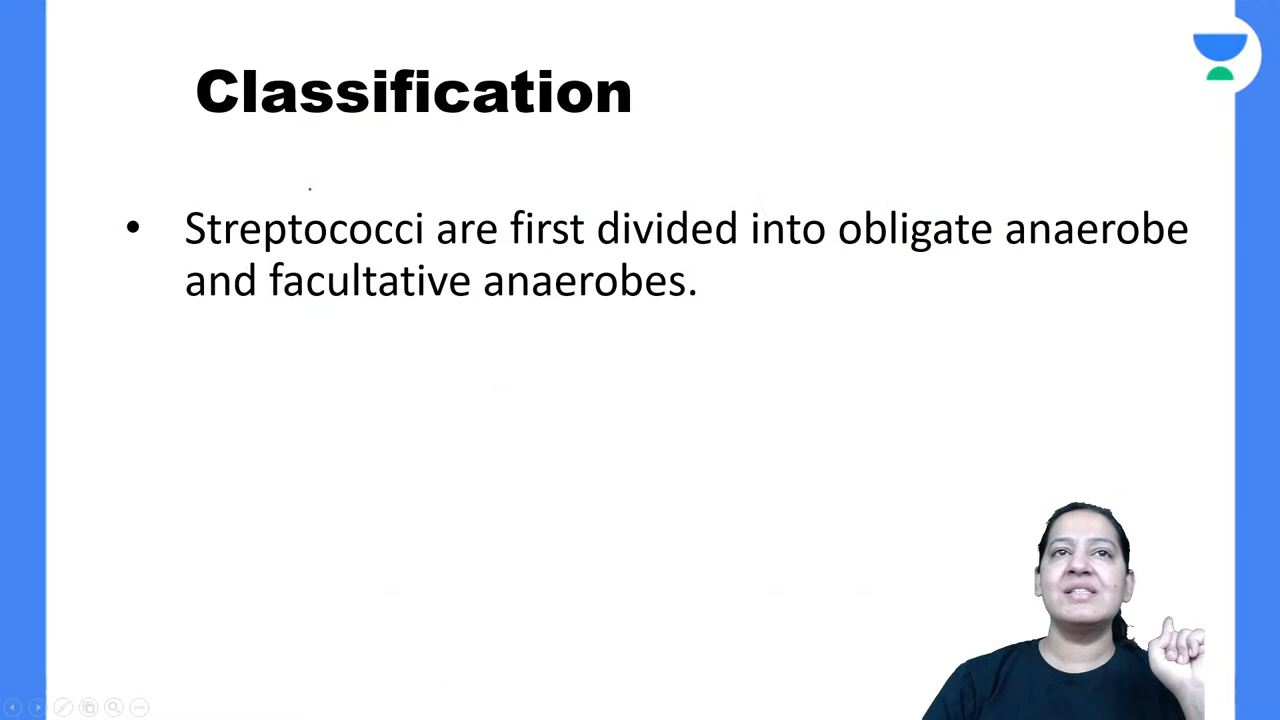 Classification
• Streptococci are first divided into obligate anaerobe
and facultative anaerobes.